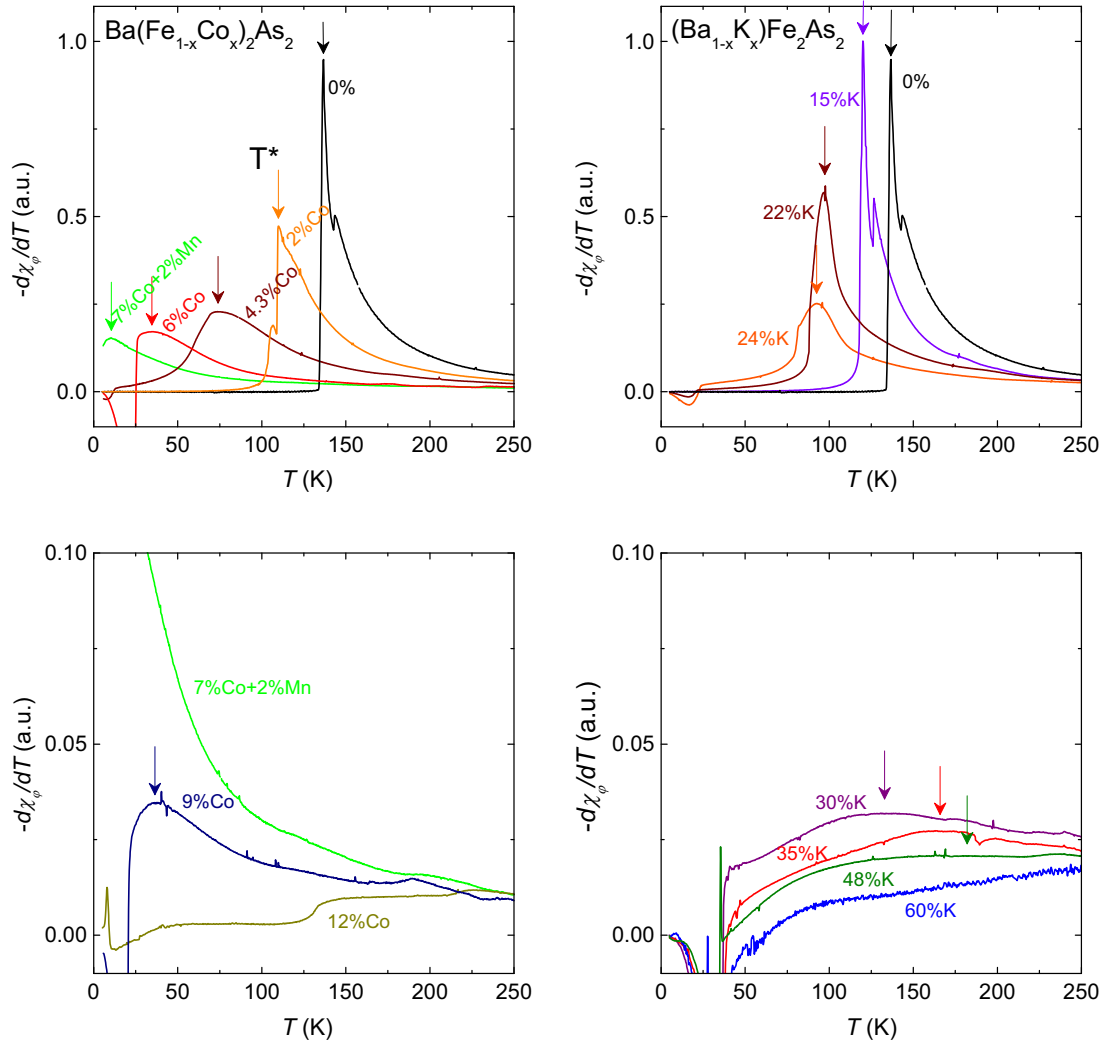 Ba(Fe1-xCox)2As2
1.0
0.5
0.0
-dχφ/dT (a.u.)
0%
T*
2%Co
4.3%Co
6%Co
7%Co+2%Mn
0 50 100 150 200 250
T (K)
(Ba1-xKx)Fe2As2
1.0
0.5
0.0
-dχφ/dT (a.u.)
0%
15%K
22%K
24%K
0 50 100 150 200 250
T (K)
0.10
0.05
0.00
-dχφ/dT (a.u.)
7%Co+2%Mn
9%Co
12%Co
0 50 100 150 200 250
T (K)
0.10
0.05
0.00
-dχφ/dT (a.u.)
30%K
35%K
48%K
60%K
0 50 100 150 200 250
T (K)